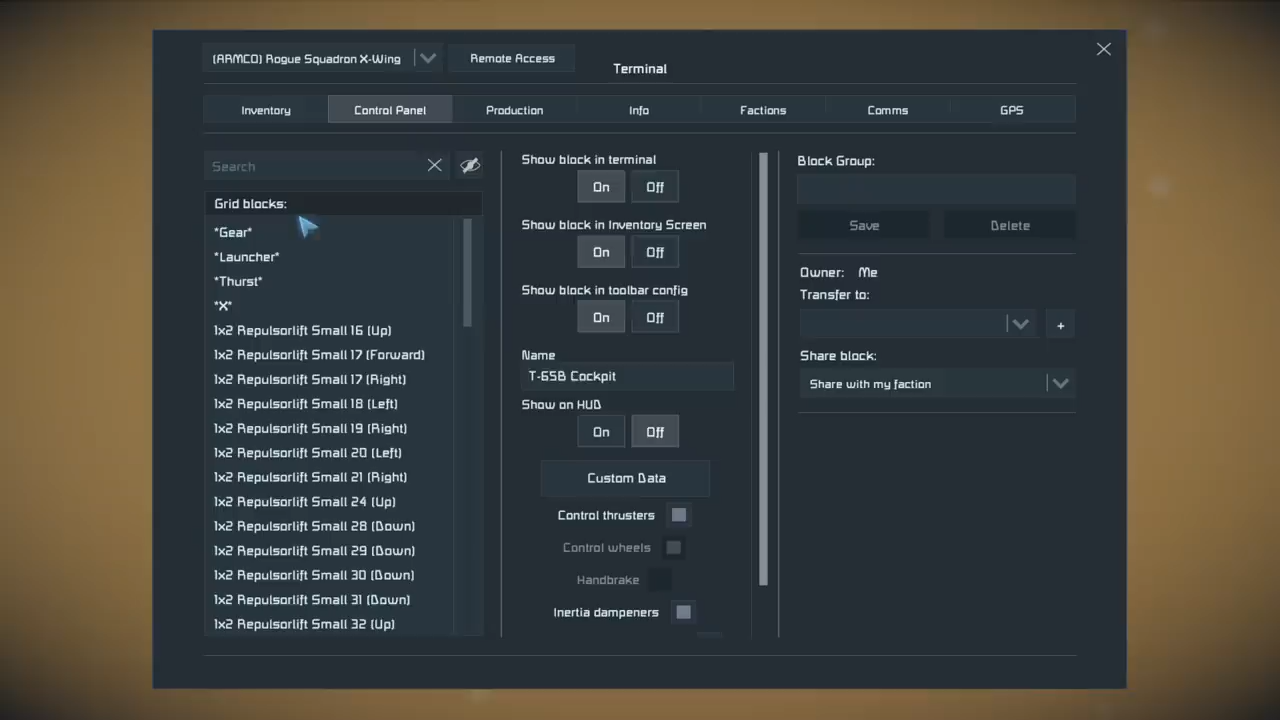 (ARMCO) Rogue Squadron X-Wing
Remote Access
Terminal
Inventory
Control Panel
Production
Info
Factions
Comms
GPS
Search
Grid blocks:
*Gear*
*Launcher*
*Thurst*
*X*
1x2 Repulsorlift Small 16 (Up)
1x2 Repulsorlift Small 17 (Forward)
1x2 Repulsorlift Small 17 (Right)
1x2 Repulsorlift Small 18 (Left)
1x2 Repulsorlift Small 19 (Right)
1x2 Repulsorlift Small 20 (Left)
1x2 Repulsorlift Small 21 (Right)
1x2 Repulsorlift Small 24 (Up)
1x2 Repulsorlift Small 28 (Down)
1x2 Repulsorlift Small 29 (Down)
1x2 Repulsorlift Small 30 (Down)
1x2 Repulsorlift Small 31 (Down)
1x2 Repulsorlift Small 32 (Up)
Show block in terminal
On Off
Show block in Inventory Screen
On Off
Show block in toolbar config
On Off
Name
T-65B Cockpit
Show on HUD
On Off
Custom Data
Control thrusters
Control wheels
Handbrake
Inertia dampeners
Block Group:
Save
Delete
Owner: Me
Transfer to:
+
Share block:
Share with my faction